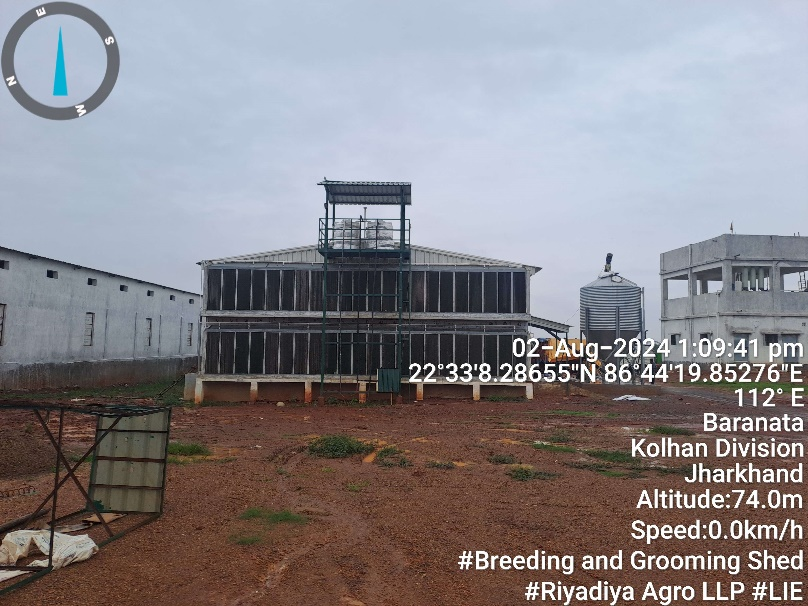 N E S W
02-Aug-2024 1:09:41 pm
22°33'8.28655"N 86°44'19.85276"E
112° E
Baranata
Kolhan Division
Jharkhand
Altitude:74.0m
Speed:0.0km/h
#Breeding and Grooming Shed
#Riyadiya Agro LLP #LIE